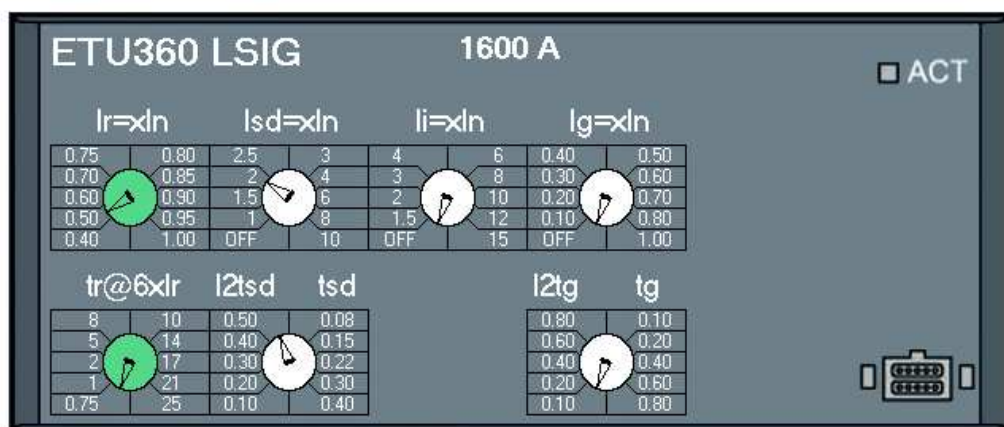 ETU360 LSIG 1600 A
ACT
Ir=xIn Isd=xIn Ii=xIn Ig=xIn
0.75 0.80 2.5 3 4 6 0.40 0.50
0.70 0.85 2 4 3 8 0.30 0.60
0.60 0.90 1.5 6 2 10 0.20 0.70
0.50 0.95 1 8 1.5 12 0.10 0.80
0.40 1.00 OFF 10 OFF 15 OFF 1.00
tr@6xIr I2tsd tsd I2tg tg
8 10 0.50 0.08 0.80 0.10
5 14 0.40 0.15 0.60 0.20
2 17 0.30 0.22 0.40 0.40
1 21 0.20 0.30 0.20 0.60
0.75 25 0.10 0.40 0.10 0.80